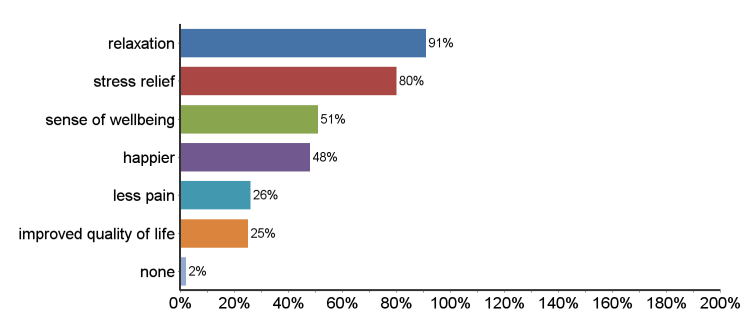 relaxation 91%
stress relief 80%
sense of wellbeing 51%
happier 48%
less pain 26%
improved quality of life 25%
none 2%
0% 20% 40% 60% 80% 100% 120% 140% 160% 180% 200%